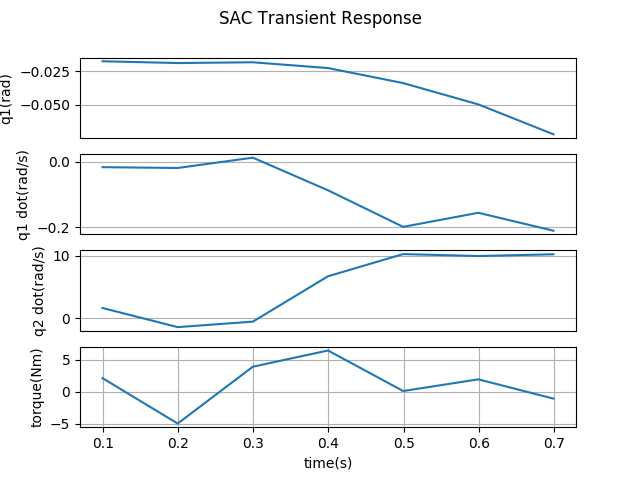 SAC Transient Response
−0.025
−0.050
q1(rad)
0.0
−0.2
q1 dot(rad/s)
10
0
q2 dot(rad/s)
5
0
−5
torque(Nm)
0.1 0.2 0.3 0.4 0.5 0.6 0.7
time(s)